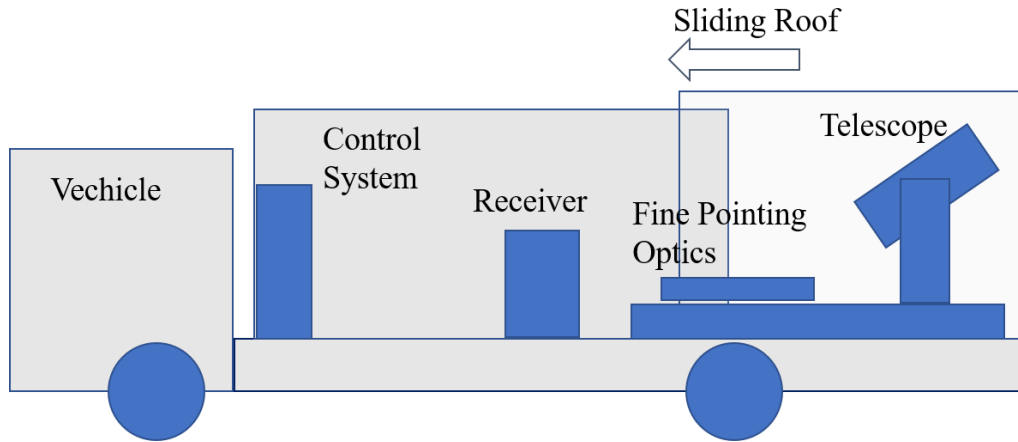 Sliding Roof
Control
System
Telescope
Vechicle
Receiver
Fine Pointing
Optics